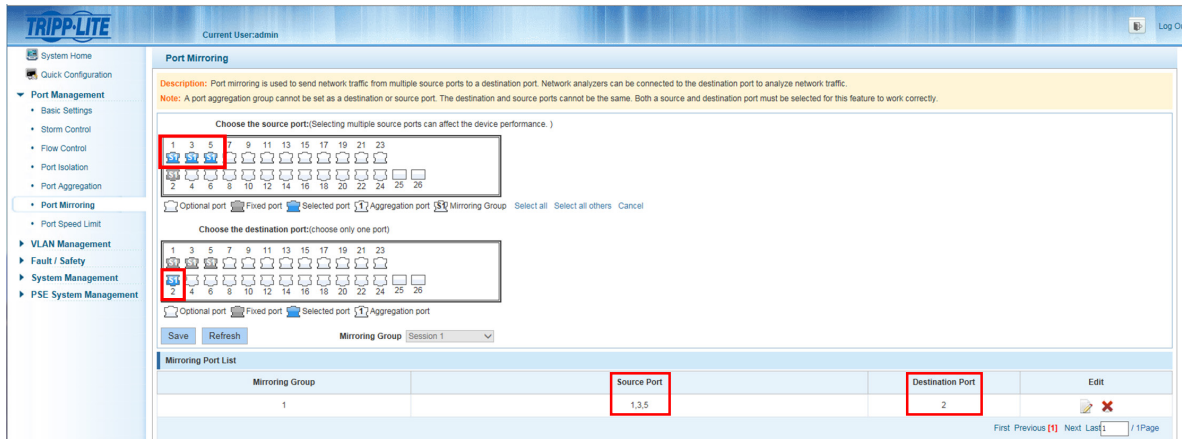 TRIPP·LITE
Current User:admin
Log Ou
System Home
Quick Configuration
Port Management
Basic Settings
Storm Control
Flow Control
Port Isolation
Port Aggregation
Port Mirroring
Port Speed Limit
VLAN Management
Fault / Safety
System Management
PSE System Management
Port Mirroring
Description: Port mirroring is used to send network traffic from multiple source ports to a destination port. Network analyzers can be connected to the destination port to analyze network traffic.
Note: A port aggregation group cannot be set as a destination or source port. The destination and source ports cannot be the same. Both a source and destination port must be selected for this feature to work correctly.
Choose the source port:(Selecting multiple source ports can affect the device performance. )
1 3 5 7 9 11 13 15 17 19 21 23
S1 S1 S1
S1
2 4 6 8 10 12 14 16 18 20 22 24 25 26
Optional port Fixed port Selected port 1 Aggregation port S1 Mirroring Group Select all Select all others Cancel
Choose the destination port:(choose only one port)
1 3 5 7 9 11 13 15 17 19 21 23
S1 S1 S1
S1
2 4 6 8 10 12 14 16 18 20 22 24 25 26
Optional port Fixed port Selected port 1 Aggregation port
Save Refresh Mirroring Group Session 1
Mirroring Port List
Mirroring Group Source Port Destination Port Edit
1 1,3,5 2
First Previous [1] Next Last 1 / 1Page